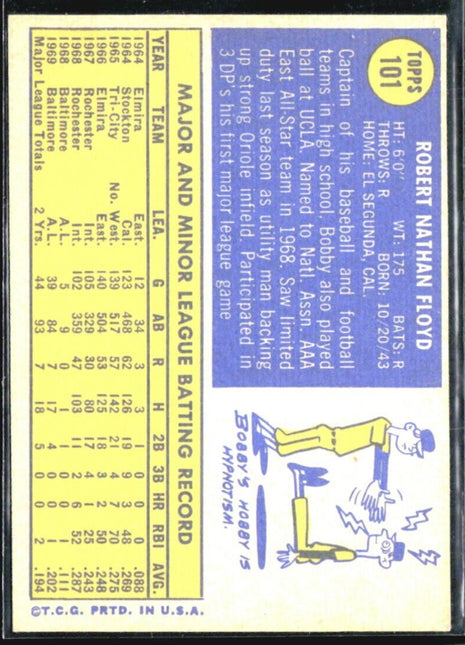 TOPPS
101
ROBERT NATHAN FLOYD
HT: 6'0" WT: 175 BATS: R
THROWS: R BORN: 10/20/43
HOME: EL SEGUNDA, CAL.
Captain of his baseball and football
teams in high school, Bobby also played
ball at UCLA. Named to Natl. Assn. AAA
East All-Star team in 1968. Saw limited
duty last season as utility man backing
up strong Oriole infield. Participated in
3 DP's his first major league game
BOBBY'S HOBBY IS
HYPNOTISM.
MAJOR AND MINOR LEAGUE BATTING RECORD
YEAR TEAM LEA. G AB R H 2B 3B HR RBI AVG.
1964 Elmira East. 12 34 3 3 1 0 0 0 .088
1964 Stockton Cal. 123 468 62 126 19 9 3 48 .269
1965 Tri-City No. West. 139 517 57 142 21 4 7 70 .275
1966 Elmira East. 140 504 53 125 18 3 2 50 .248
1967 Rochester Int. 105 329 30 80 17 4 1 25 .243
1968 Rochester Int. 102 359 47 103 11 2 6 52 .287
1968 Baltimore A.L. 5 9 0 1 1 0 0 1 .111
1969 Baltimore A.L. 39 84 7 17 4 0 0 1 .202
Major League Totals 2 Yrs. 44 93 7 18 5 0 0 2 .194
©T.C.G. PRTD. IN U.S.A.